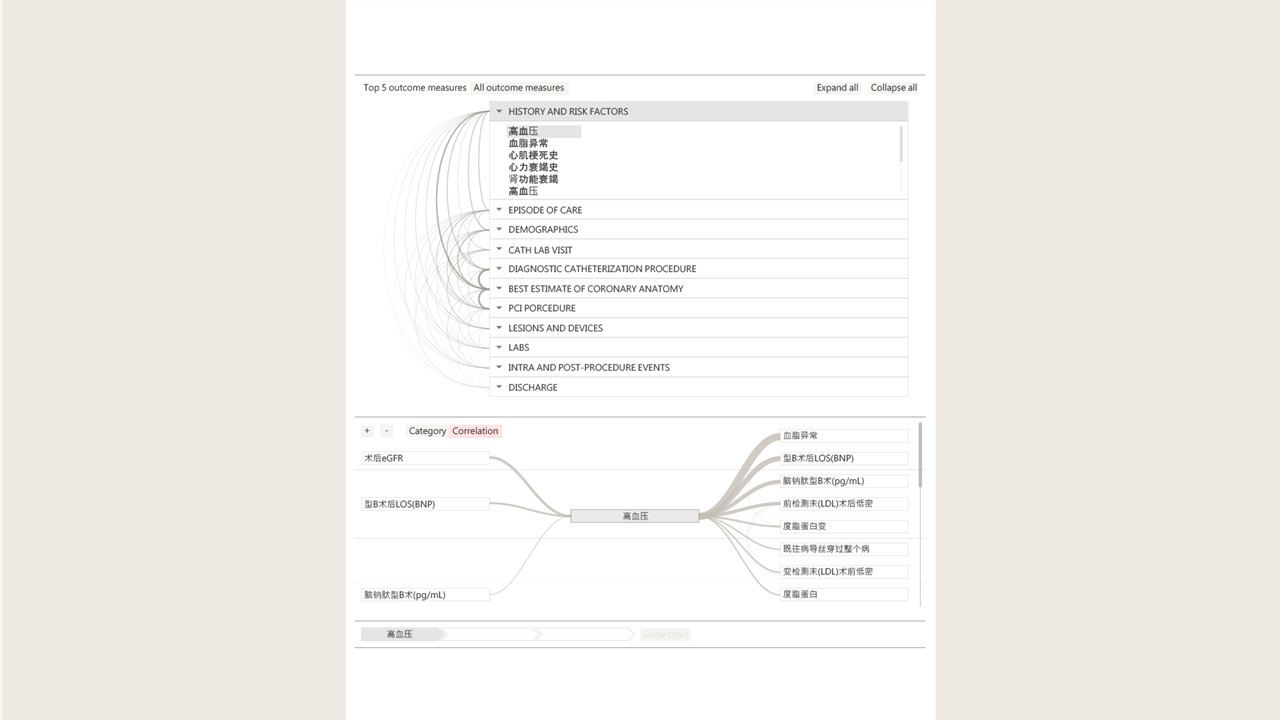 Top 5 outcome measures All outcome measures Expand all Collapse all
HISTORY AND RISK FACTORS
高血压
血脂异常
心肌梗死史
心力衰竭史
肾功能衰竭
高血压
EPISODE OF CARE
DEMOGRAPHICS
CATH LAB VISIT
DIAGNOSTIC CATHETERIZATION PROCEDURE
BEST ESTIMATE OF CORONARY ANATOMY
PCI PORCEDURE
LESIONS AND DEVICES
LABS
INTRA AND POST-PROCEDURE EVENTS
DISCHARGE
+ - Category Correlation
术后eGFR
型B术后LOS(BNP)
脑钠肽型B术(pg/mL)
高血压
血脂异常
型B术后LOS(BNP)
脑钠肽型B术(pg/mL)
前检测未(LDL)术后低密
度脂蛋白变
既往病导丝穿过整个病
变检测未(LDL)术前低密
度脂蛋白
高血压 Show chart